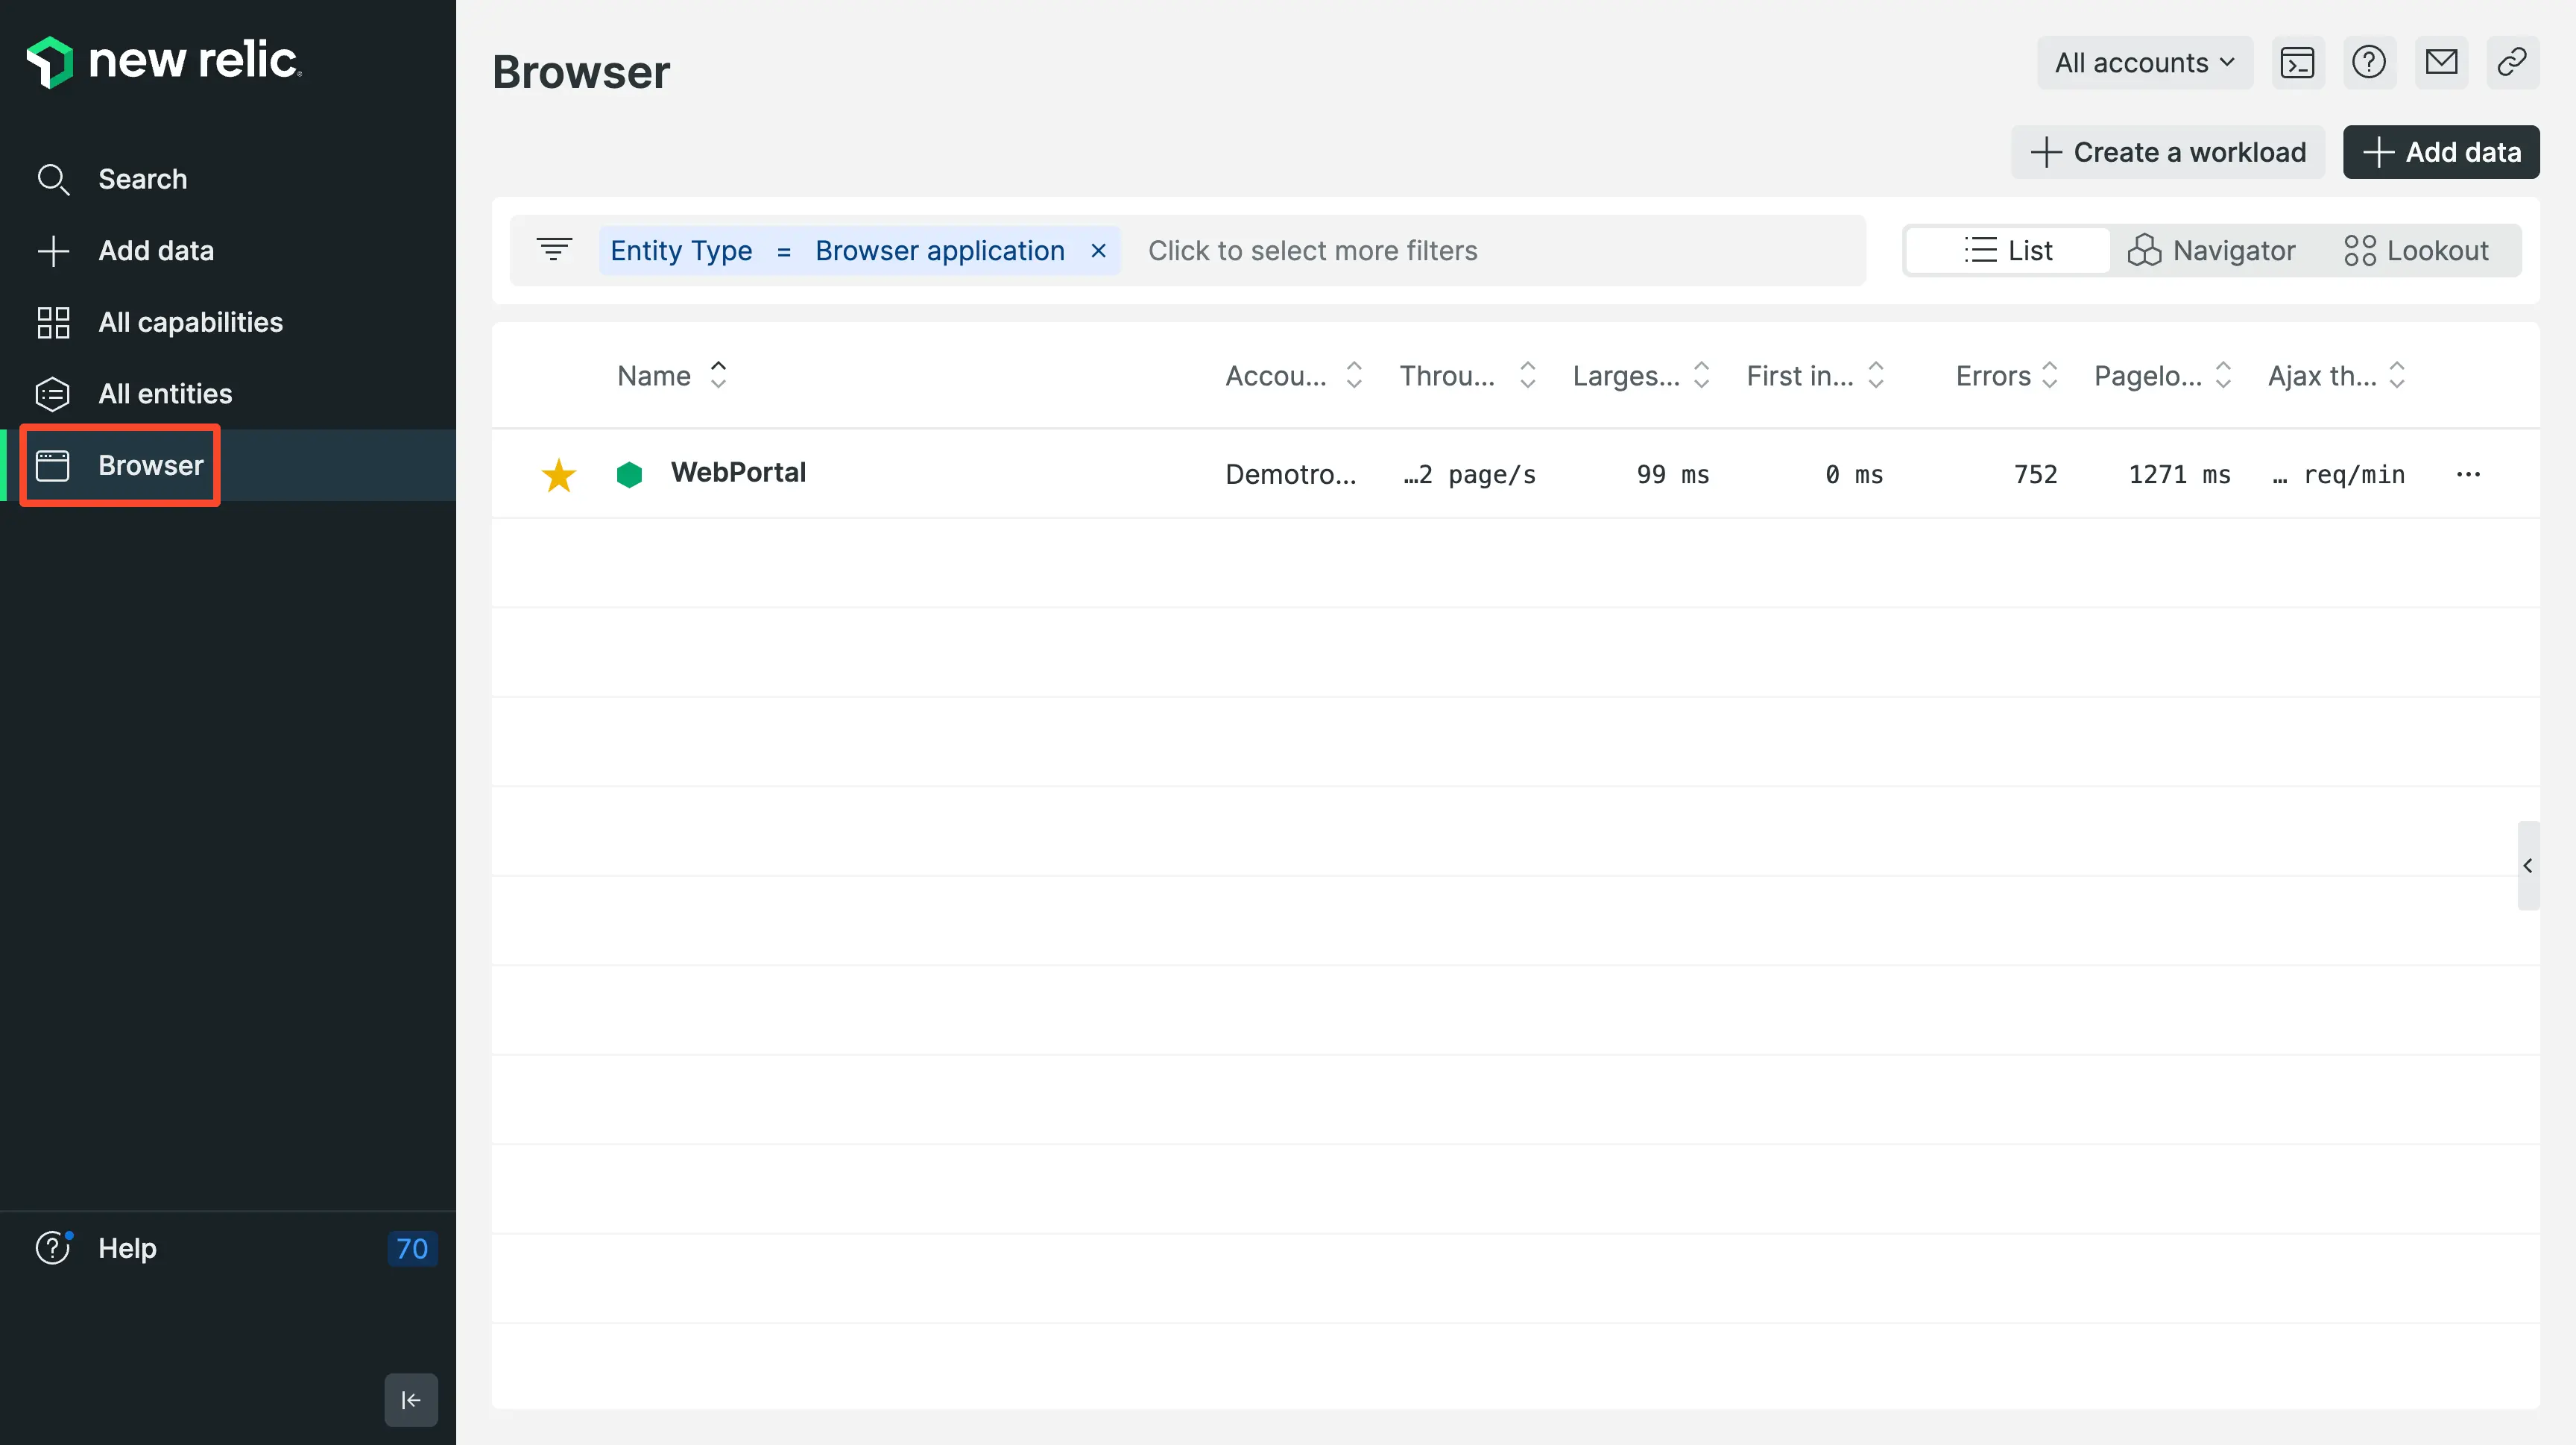 new relic
Search
Add data
All capabilities
All entities
Browser
Help
70
Browser
All accounts
Create a workload
Add data
Entity Type = Browser application × Click to select more filters
List
Navigator
Lookout
Name Accou... Throu... Larges... First in... Errors Pagelo... Ajax th...
WebPortal Demotro... …2 page/s 99 ms 0 ms 752 1271 ms … req/min ...